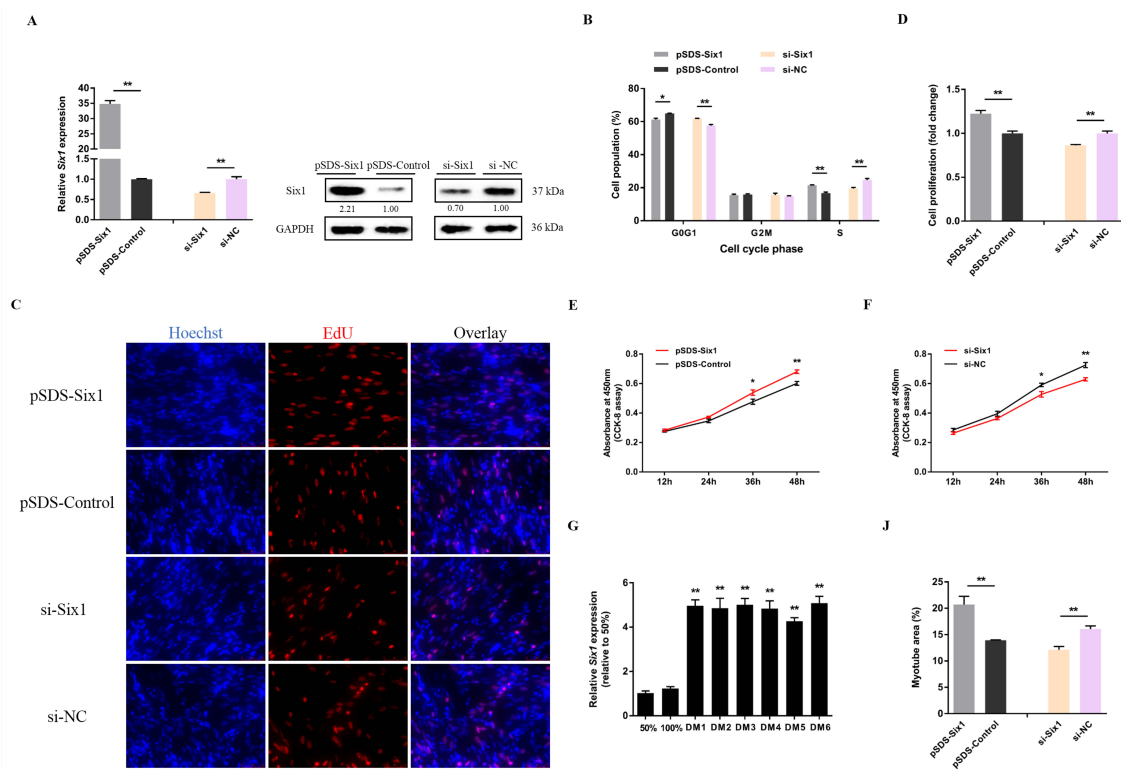 A
**
**
Relative Six1 expression
40
35
30
25
20
15
1.5
1.0
0.5
0.0
pSDS-Six1
pSDS-Control
si-Six1
si-NC
pSDS-Six1 pSDS-Control si-Six1 si -NC
Six1 37 kDa
2.21 1.00 0.70 1.00
GAPDH 36 kDa
B
pSDS-Six1 si-Six1
pSDS-Control si-NC
Cell population (%)
80
60
40
20
0
* ** ** **
G0G1 G2M S
Cell cycle phase
D
Cell proliferation (fold change)
1.5
1.0
0.5
0.0
** **
pSDS-Six1
pSDS-Control
si-Six1
si-NC
C
Hoechst EdU Overlay
pSDS-Six1
pSDS-Control
si-Six1
si-NC
E
pSDS-Six1
pSDS-Control
Absorbance at 450nm
(CCK-8 assay)
0.8
0.6
0.4
0.2
0.0
* **
12h 24h 36h 48h
F
si-Six1
si-NC
Absorbance at 450nm
(CCK-8 assay)
0.8
0.6
0.4
0.2
0.0
* **
12h 24h 36h 48h
G
Relative Six1 expression
(relative to 50%)
6
4
2
0
** ** ** ** ** **
50% 100% DM1 DM2 DM3 DM4 DM5 DM6
J
Myotube area (%)
25
20
15
10
5
0
** **
pSDS-Six1
pSDS-Control
si-Six1
si-NC